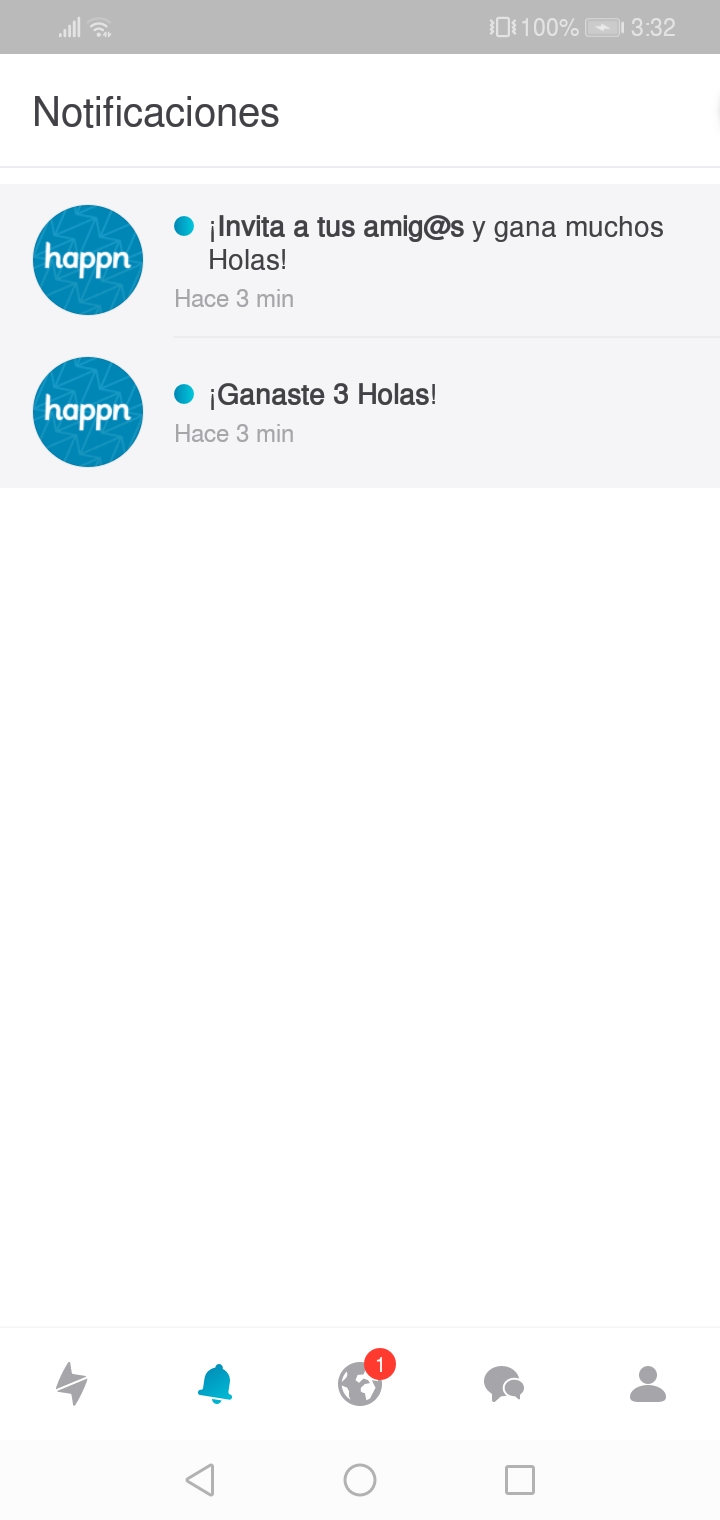 100% 3:32
Notificaciones
happn
¡Invita a tus amig@s y gana muchos
Holas!
Hace 3 min
happn
¡Ganaste 3 Holas!
Hace 3 min
1